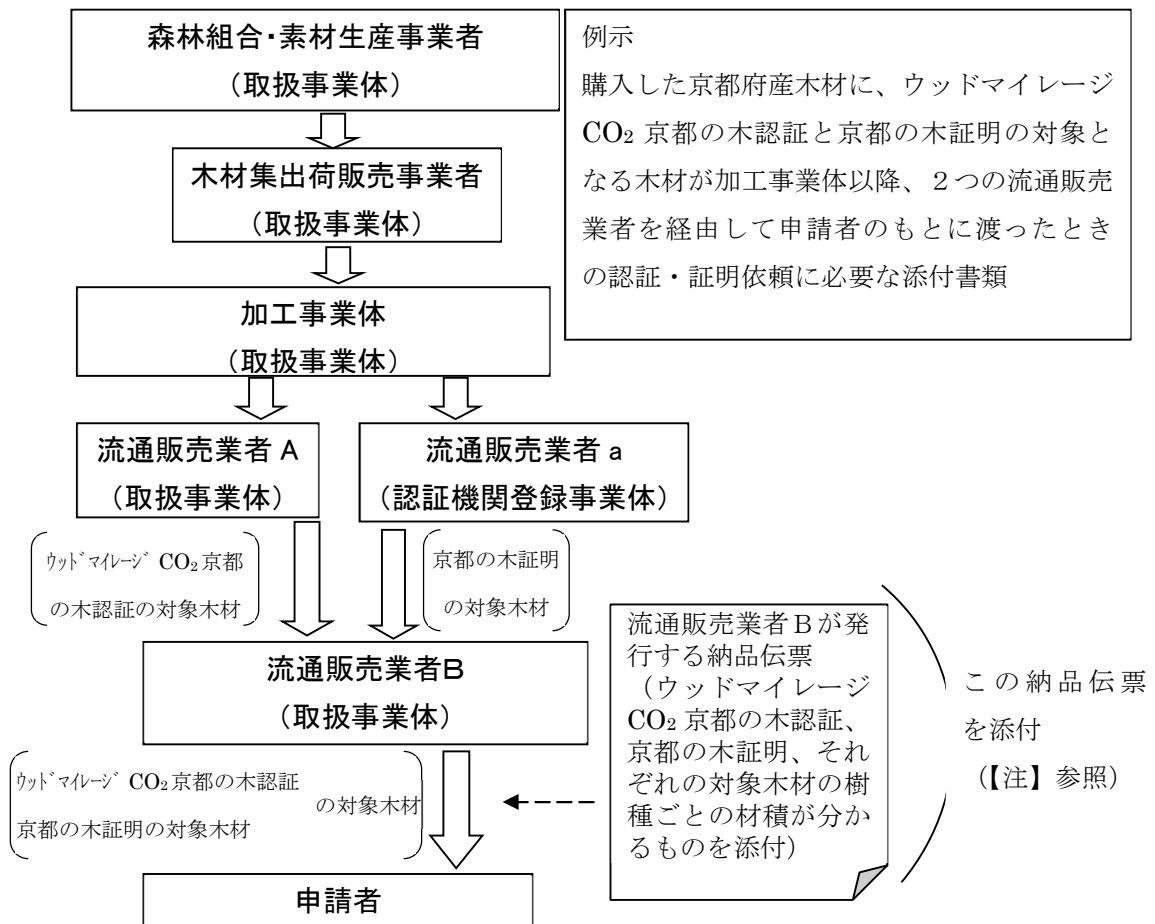 森林組合・素材生産事業者
（取扱事業体）
例示
購入した京都府産木材に、ウッドマイレージ
CO₂ 京都の木認証と京都の木証明の対象と
なる木材が加工事業体以降、２つの流通販売
業者を経由して申請者のもとに渡ったとき
の認証・証明依頼に必要な添付書類
木材集出荷販売事業者
（取扱事業体）
加工事業体
（取扱事業体）
流通販売業者 A
（取扱事業体）
流通販売業者 a
（認証機関登録事業体）
ｳｯﾄﾞﾏｲﾚｰｼﾞ CO₂京都
の木認証の対象木材
京都の木証明
の対象木材
流通販売業者B
（取扱事業体）
流通販売業者Ｂが発
行する納品伝票
（ウッドマイレージ
CO₂ 京都の木認証、
京都の木証明、それ
ぞれの対象木材の樹
種ごとの材積が分か
るものを添付）
この納品伝票
を添付
（【注】参照）
ｳｯﾄﾞﾏｲﾚｰｼﾞ CO₂京都の木認証
京都の木証明の対象木材
の対象木材
申請者